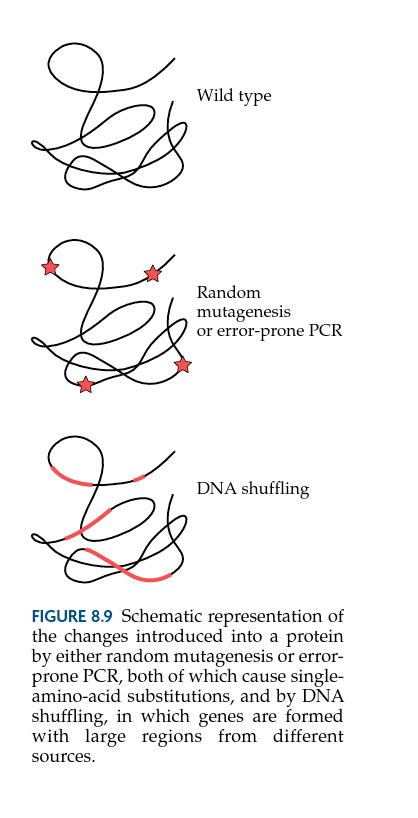 Wild type
Random
mutagenesis
or error-prone PCR
DNA shuffling
FIGURE 8.9 Schematic representation of
the changes introduced into a protein
by either random mutagenesis or error-
prone PCR, both of which cause single-
amino-acid substitutions, and by DNA
shuffling, in which genes are formed
with large regions from different
sources.